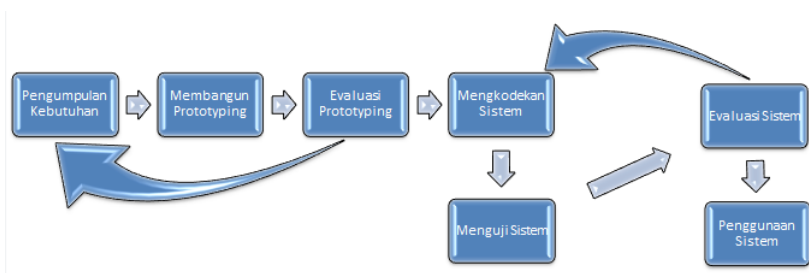 Pengumpulan
Kebutuhan
Membangun
Prototyping
Evaluasi
Prototyping
Mengkodekan
Sistem
Menguji Sistem
Evaluasi Sistem
Penggunaan
Sistem